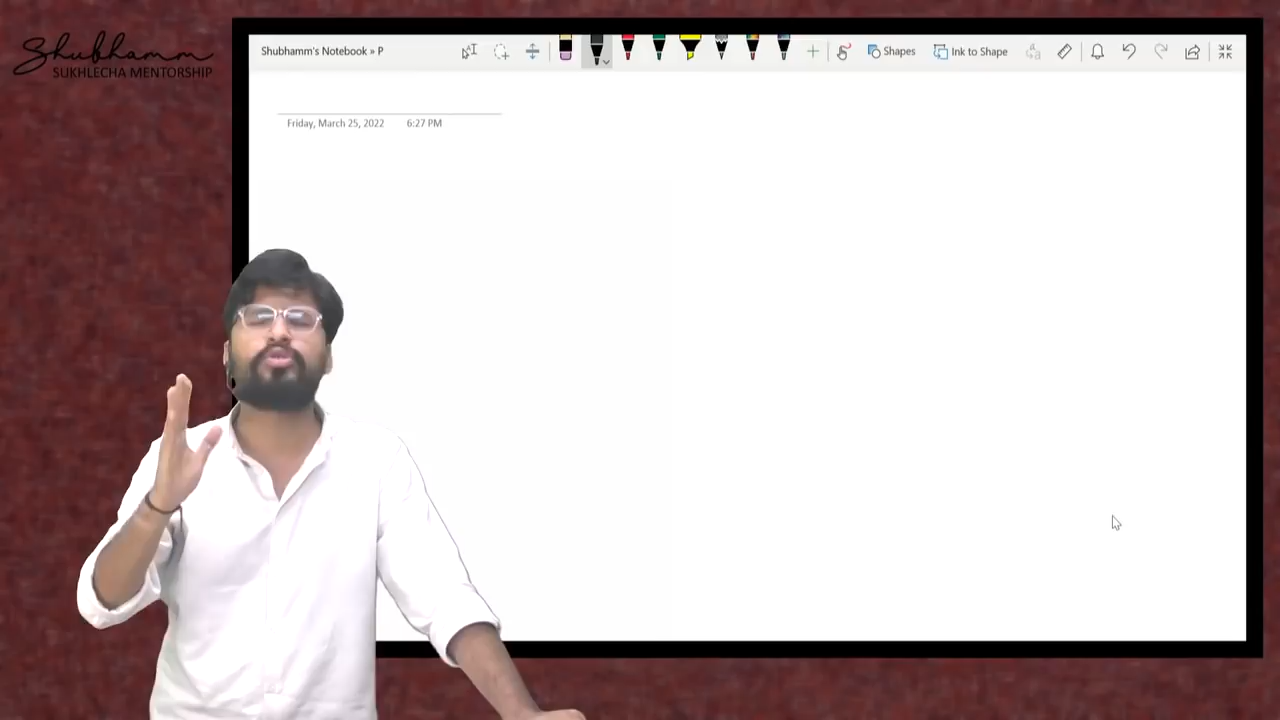 Shubhamm
SUKHLECHA MENTORSHIP
Shubhamm's Notebook » P
Shapes
Ink to Shape
Friday, March 25, 2022 6:27 PM